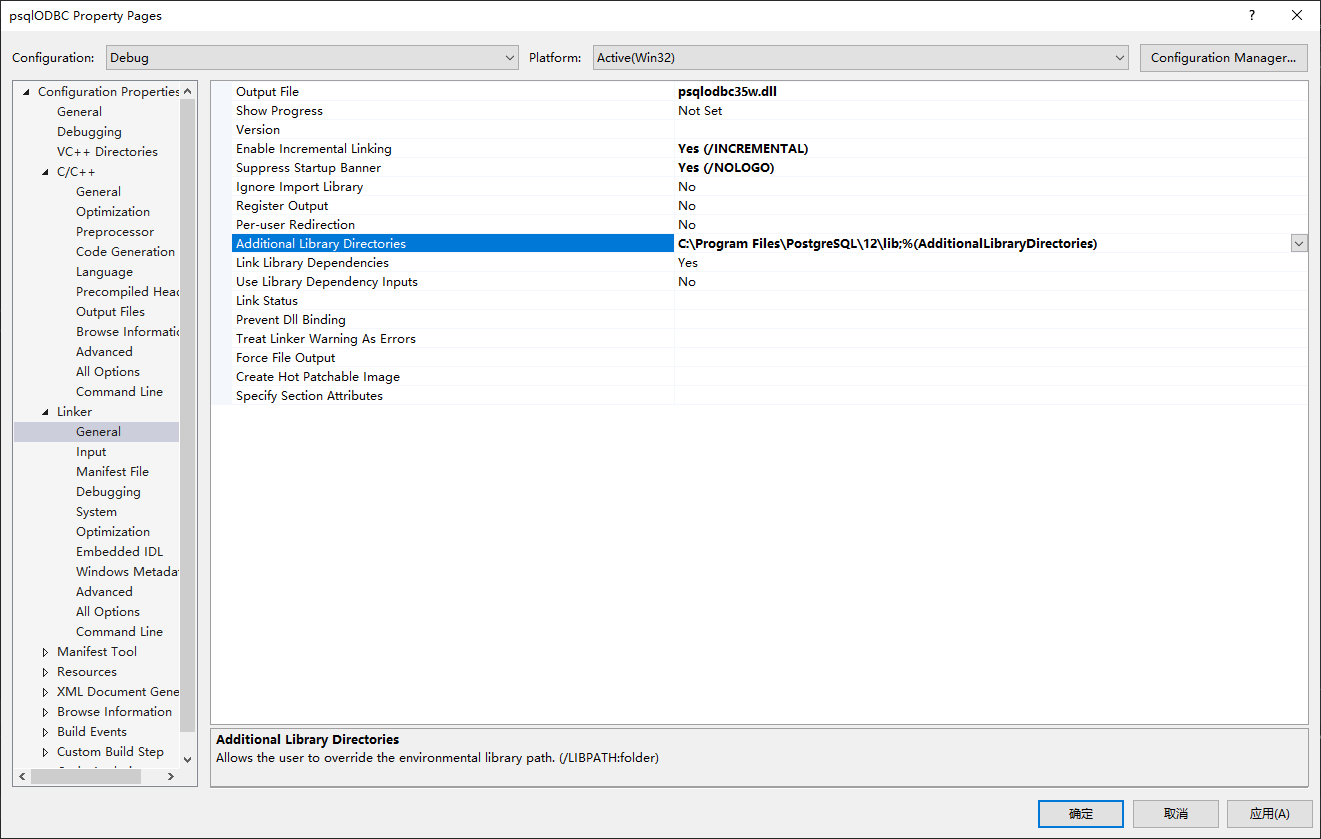 psqlODBC Property Pages
?
Configuration: Debug Platform: Active(Win32) Configuration Manager...
Configuration Properties
General
Debugging
VC++ Directories
C/C++
General
Optimization
Preprocessor
Code Generation
Language
Precompiled Head
Output Files
Browse Informatio
Advanced
All Options
Command Line
Linker
General
Input
Manifest File
Debugging
System
Optimization
Embedded IDL
Windows Metadat
Advanced
All Options
Command Line
Manifest Tool
Resources
XML Document Gene
Browse Information
Build Events
Custom Build Step
Output File psqlodbc35w.dll
Show Progress Not Set
Version
Enable Incremental Linking Yes (/INCREMENTAL)
Suppress Startup Banner Yes (/NOLOGO)
Ignore Import Library No
Register Output No
Per-user Redirection No
Additional Library Directories C:\Program Files\PostgreSQL\12\lib;%(AdditionalLibraryDirectories)
Link Library Dependencies Yes
Use Library Dependency Inputs No
Link Status
Prevent Dll Binding
Treat Linker Warning As Errors
Force File Output
Create Hot Patchable Image
Specify Section Attributes
Additional Library Directories
Allows the user to override the environmental library path. (/LIBPATH:folder)
确定 取消 应用(A)